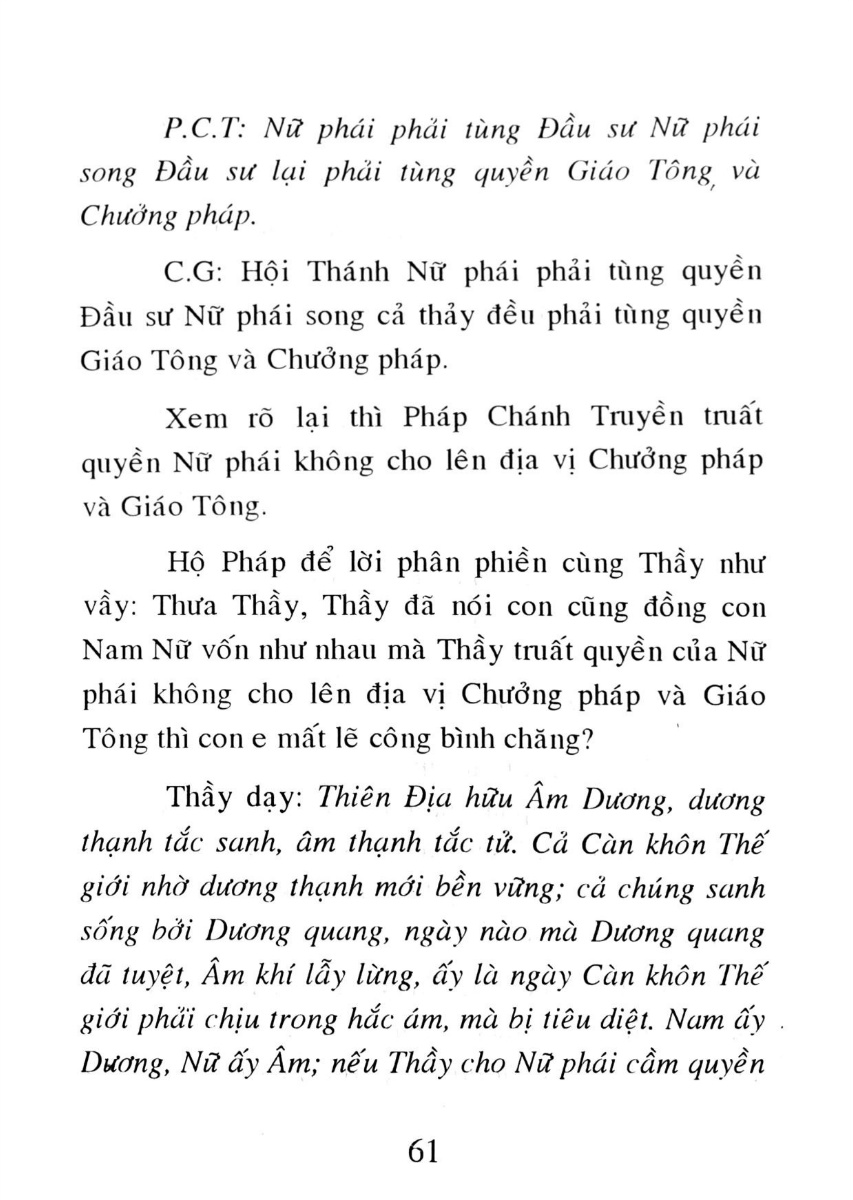 P.C.T: Nữ phái phải tùng Đầu sư Nữ phái
song Đầu sư lại phải tùng quyền Giáo Tông, và
Chưởng pháp.
C.G: Hội Thánh Nữ phái phải tùng quyền
Đầu sư Nữ phái song cả thảy đều phải tùng quyền
Giáo Tông và Chưởng pháp.
Xem rõ lại thì Pháp Chánh Truyền truất
quyền Nữ phái không cho lên địa vị Chưởng pháp
và Giáo Tông.
Hộ Pháp để lời phân phiền cùng Thầy như
vầy: Thưa Thầy, Thầy đã nói con cũng đồng con
Nam Nữ vốn như nhau mà Thầy truất quyền của Nữ
phái không cho lên địa vị Chưởng pháp và Giáo
Tông thì con e mất lẽ công bình chăng?
Thầy dạy: Thiên Địa hữu Âm Dương, dương
thạnh tắc sanh, âm thạnh tắc tử. Cả Càn khôn Thế
giới nhờ dương thạnh mới bền vững; cả chúng sanh
sống bởi Dương quang, ngày nào mà Dương quang
đã tuyệt, Âm khí lẫy lừng, ấy là ngày Càn khôn Thế
giới phải chịu trong hắc ám, mà bị tiêu diệt. Nam ấy
Dương, Nữ ấy Âm; nếu Thầy cho Nữ phái cầm quyền
61